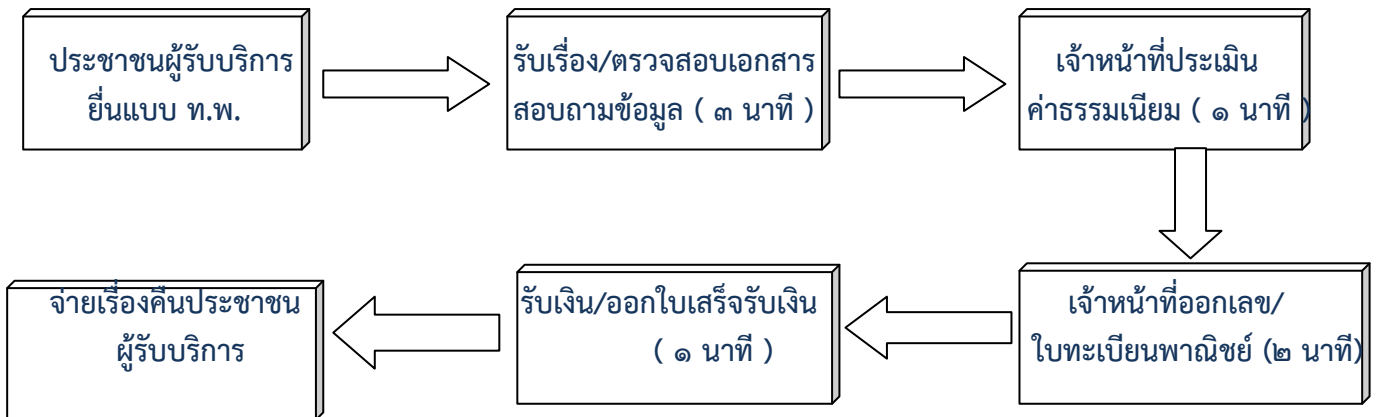 ประชาชนผู้รับบริการ
ยื่นแบบ ท.พ.
รับเรื่อง/ตรวจสอบเอกสาร
สอบถามข้อมูล ( ๓ นาที )
เจ้าหน้าที่ประเมิน
ค่าธรรมเนียม ( ๑ นาที )
เจ้าหน้าที่ออกเลข/
ใบทะเบียนพาณิชย์ (๒ นาที)
รับเงิน/ออกใบเสร็จรับเงิน
( ๑ นาที )
จ่ายเรื่องคืนประชาชน
ผู้รับบริการ